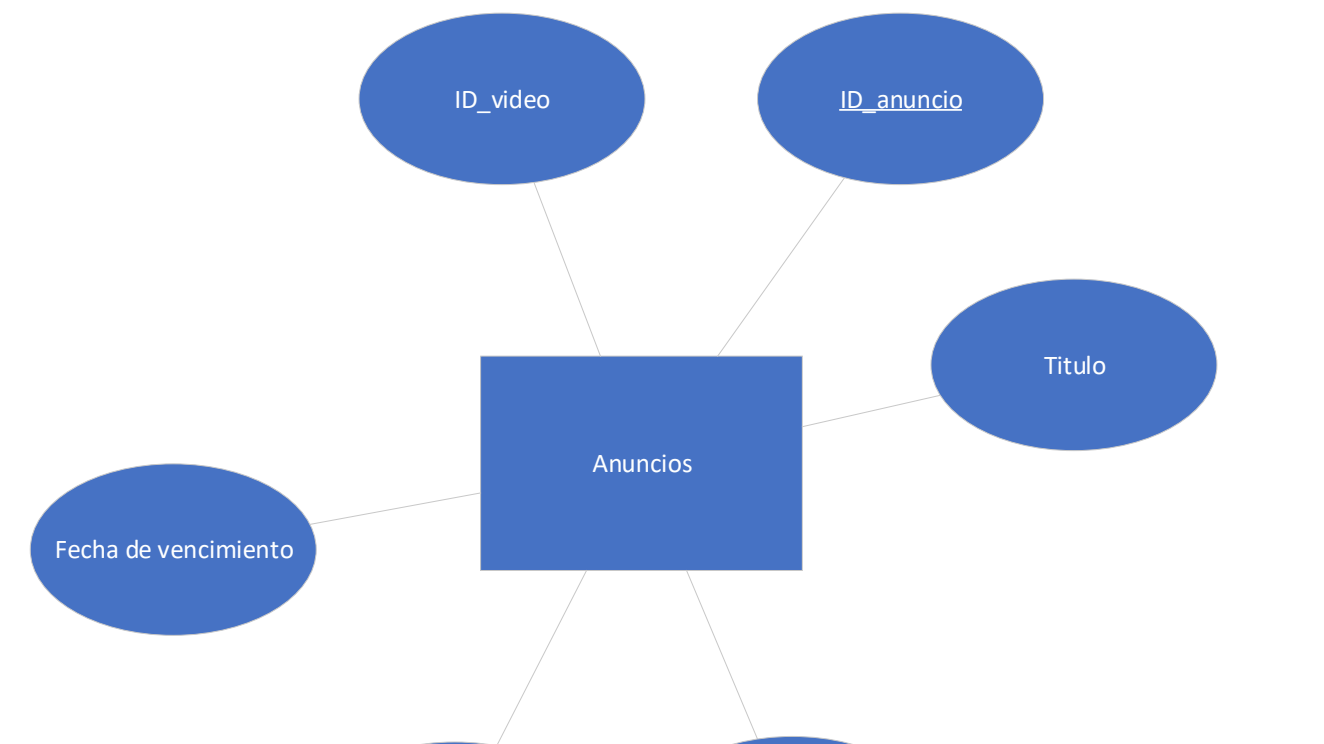 ID_video
ID_anuncio
Titulo
Anuncios
Fecha de vencimiento